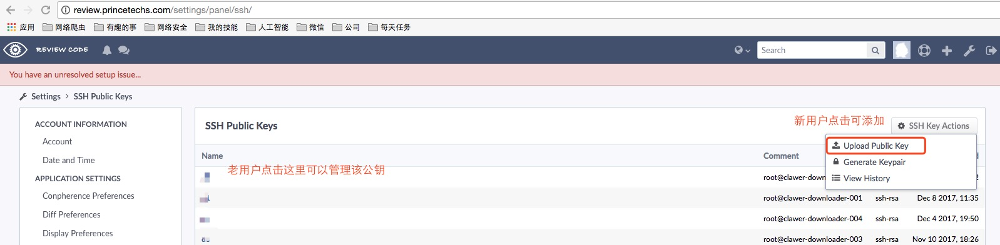 review.princetechs.com/settings/panel/ssh/
应用 网络爬虫 有趣的事 网络安全 我的技能 人工智能 微信 公司 每天任务
REVIEW CODE Search
You have an unresolved setup issue...
Settings > SSH Public Keys
ACCOUNT INFORMATION
Account
Date and Time
APPLICATION SETTINGS
Conpherence Preferences
Diff Preferences
Display Preferences
SSH Public Keys 新用户点击可添加 SSH Key Actions
Upload Public Key
Generate Keypair
View History
Name Comment d
老用户点击这里可以管理该公钥
root@clawer-down 2
root@clawer-downloader-001 ssh-rsa Dec 8 2017, 11:35
root@clawer-downloader-004 ssh-rsa Dec 4 2017, 19:50
root@clawer-downloader-003 ssh-rsa Nov 10 2017, 18:26